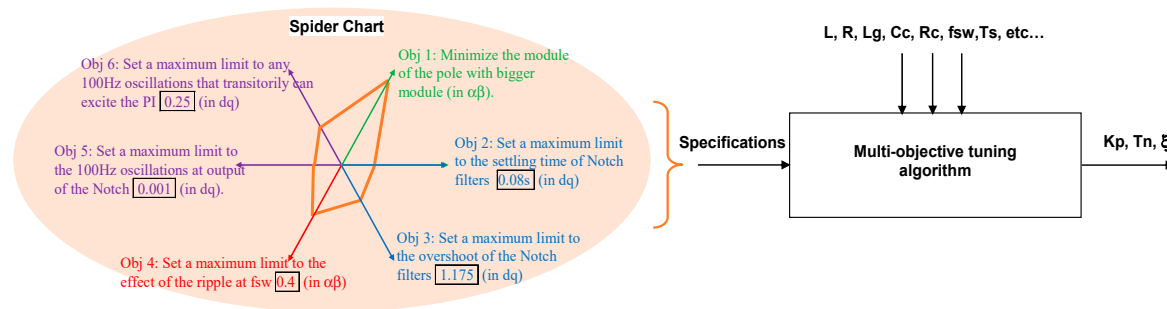 Spider Chart
Obj 6: Set a maximum limit to any
100Hz oscillations that transitorily can
excite the PI 0.25 (in dq)
Obj 1: Minimize the module
of the pole with bigger
module (in αβ).
Obj 5: Set a maximum limit to
the 100Hz oscillations at output
of the Notch 0.001 (in dq).
Obj 2: Set a maximum limit
to the settling time of Notch
filters 0.08s (in dq)
Obj 4: Set a maximum limit to the
effect of the ripple at fsw 0.4 (in αβ)
Obj 3: Set a maximum limit to
the overshoot of the Notch
filters 1.175 (in dq)
Specifications
L, R, Lg, Cc, Rc, fsw,Ts, etc…
Multi-objective tuning
algorithm
Kp, Tn, ξ